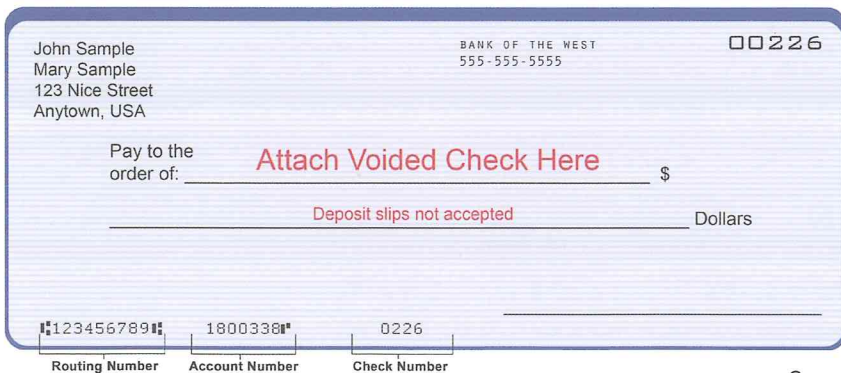 John Sample
Mary Sample
123 Nice Street
Anytown, USA
BANK OF THE WEST
555-555-5555
00226
Pay to the
order of: Attach Voided Check Here $
Deposit slips not accepted Dollars
⑆123456789⑆ 1800338⑈ 0226
Routing Number Account Number Check Number